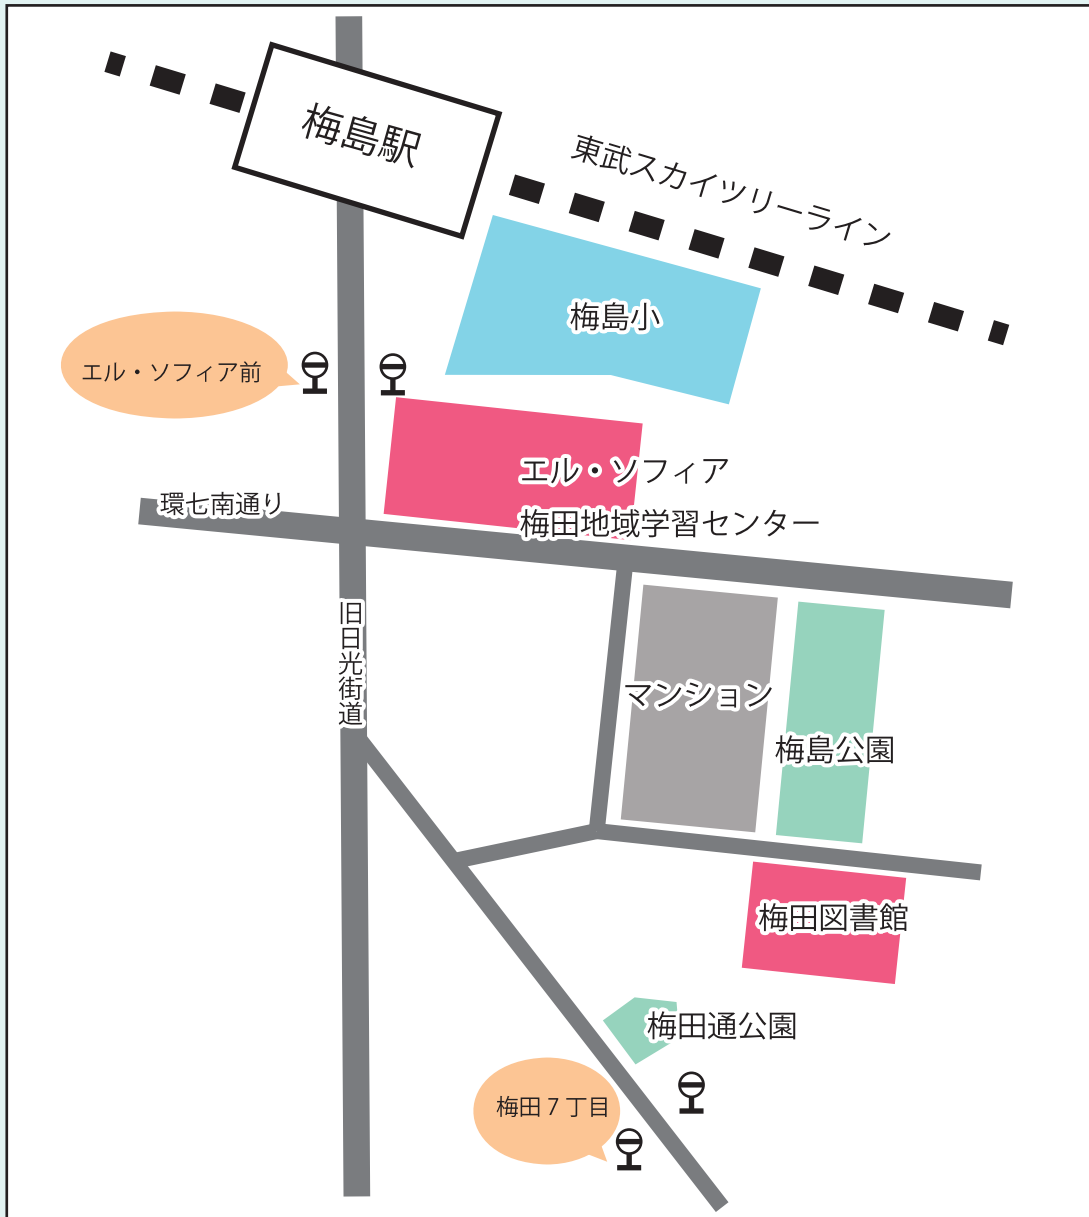 梅島駅
東武スカイツリーライン
梅島小
エル・ソフィア前
エル・ソフィア
梅田地域学習センター
環七南通り
旧日光街道
マンション
梅島公園
梅田図書館
梅田通公園
梅田７丁目